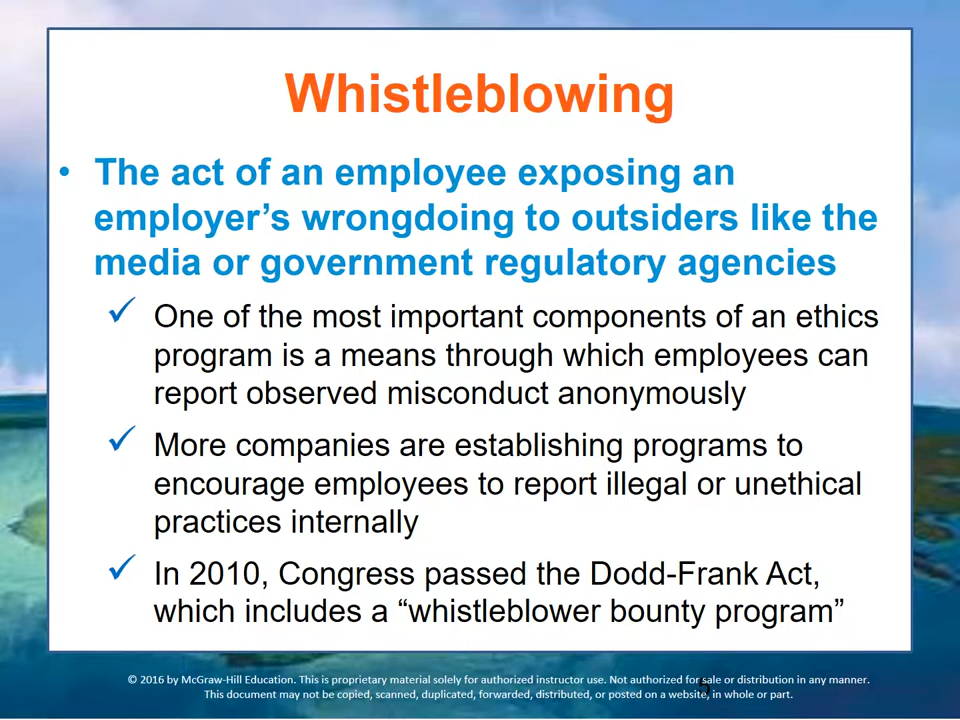 Whistleblowing
• The act of an employee exposing an
employer’s wrongdoing to outsiders like the
media or government regulatory agencies
✓ One of the most important components of an ethics
program is a means through which employees can
report observed misconduct anonymously
✓ More companies are establishing programs to
encourage employees to report illegal or unethical
practices internally
✓ In 2010, Congress passed the Dodd-Frank Act,
which includes a “whistleblower bounty program”
© 2016 by McGraw-Hill Education. This is proprietary material solely for authorized instructor use. Not authorized for sale or distribution in any manner.
This document may not be copied, scanned, duplicated, forwarded, distributed, or posted on a website, in whole or part.
5